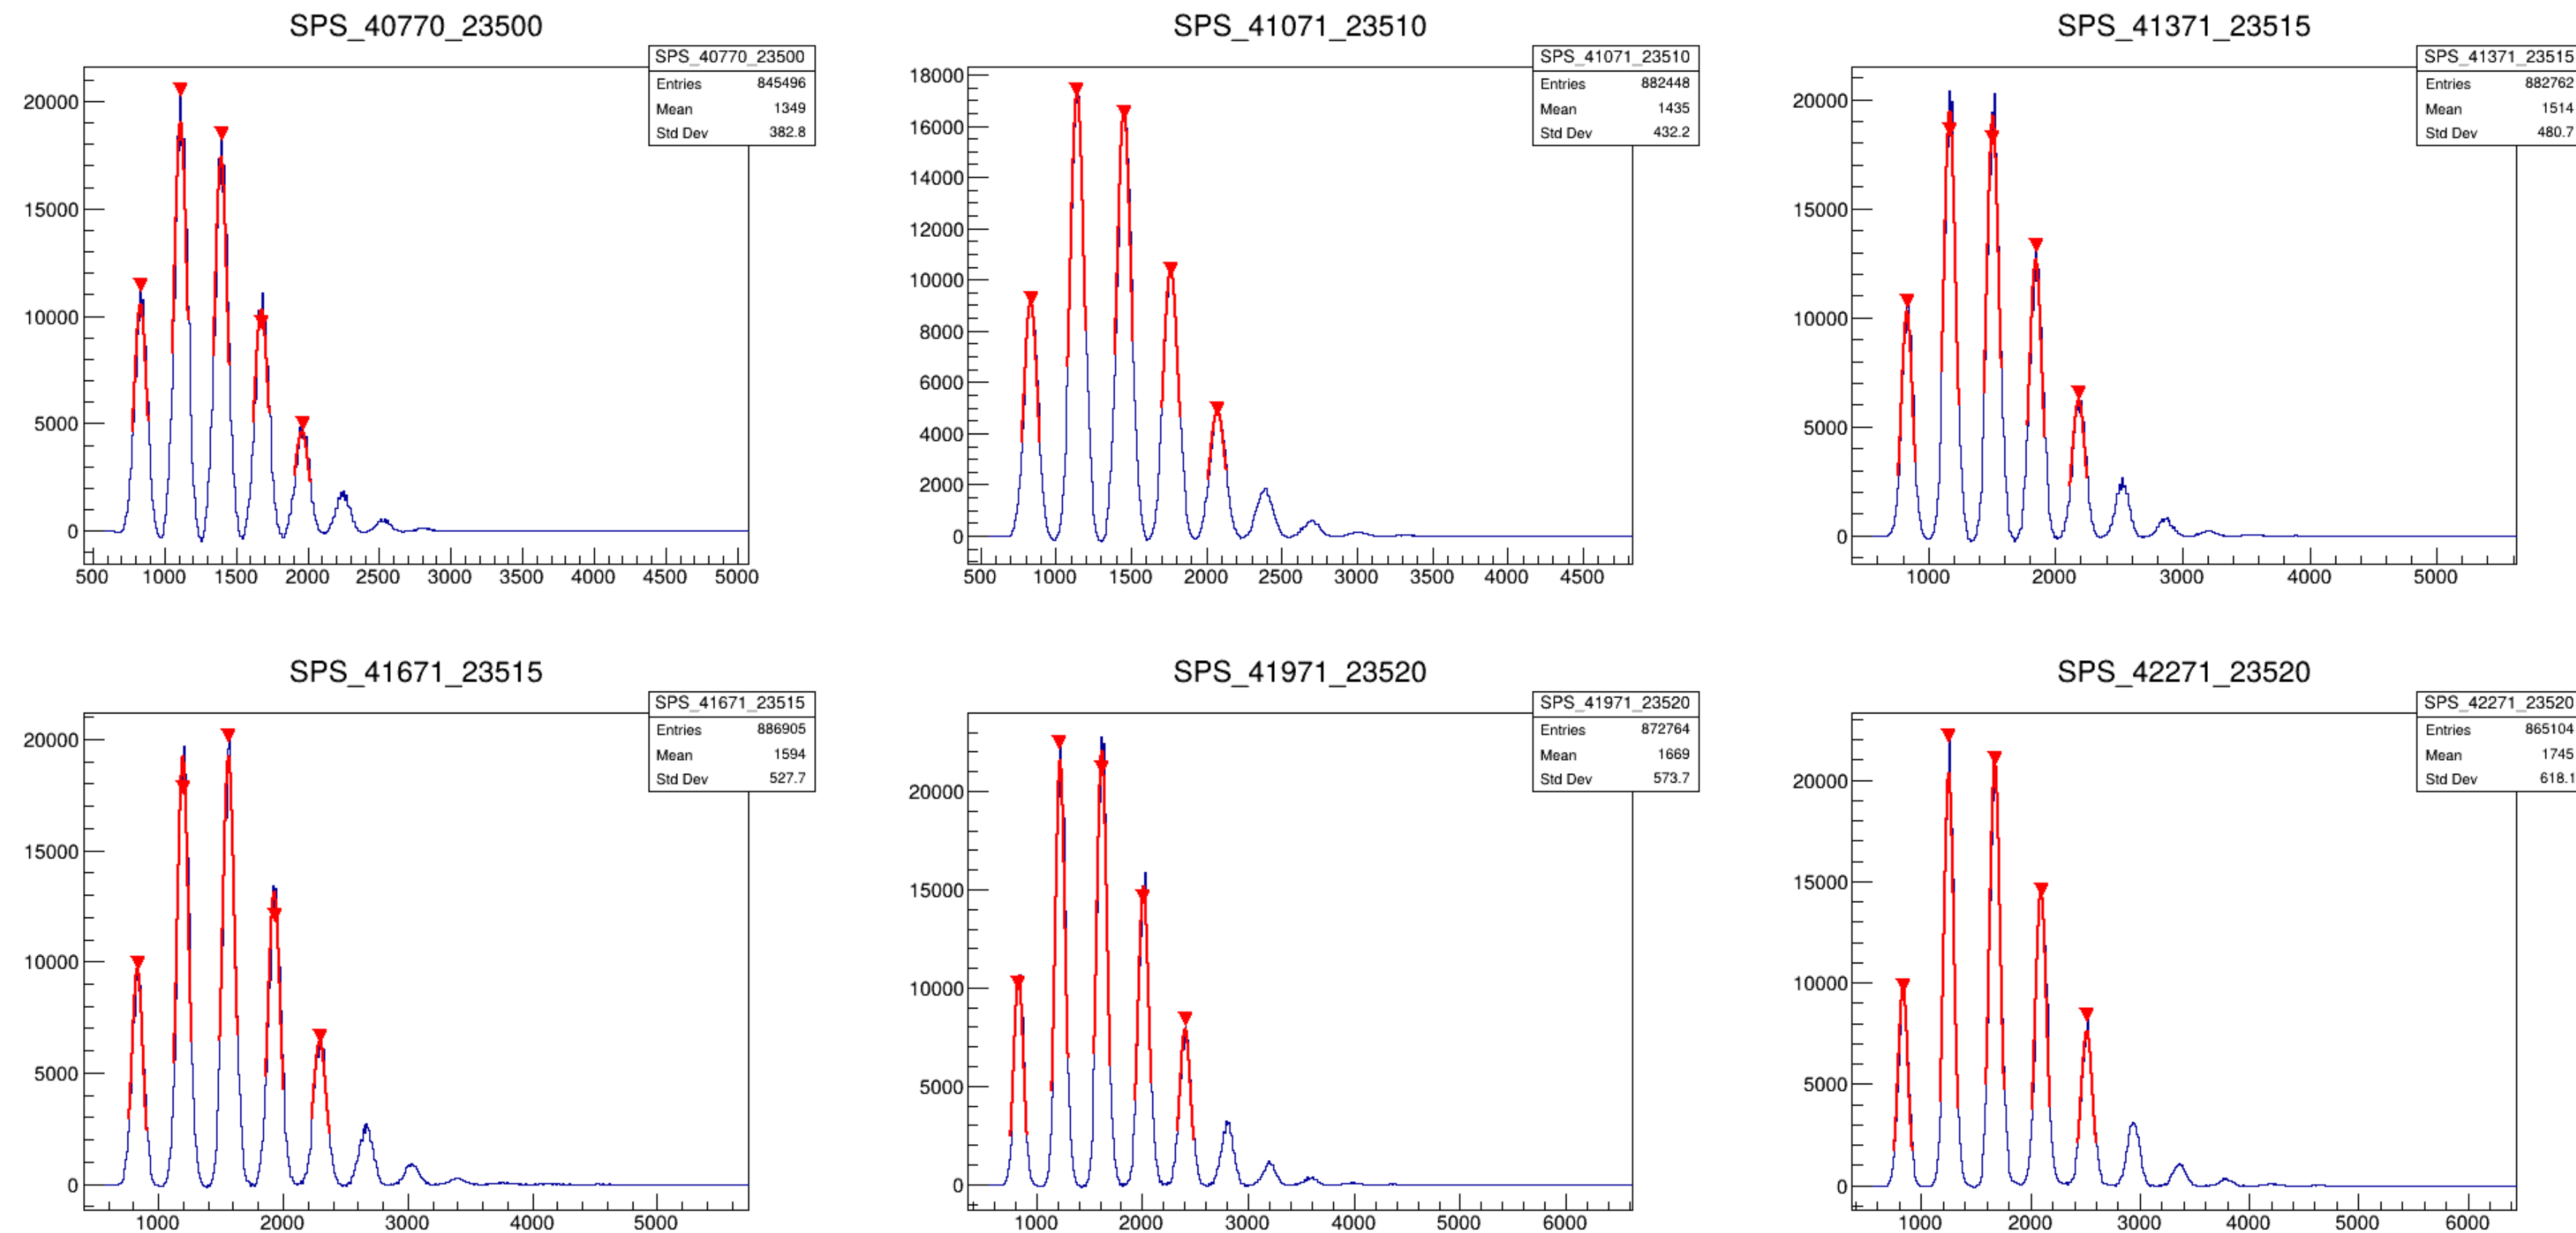 SPS_40770_23500
SPS_40770_23500
Entries 845496
Mean 1349
Std Dev 382.8
20000
15000
10000
5000
0
500 1000 1500 2000 2500 3000 3500 4000 4500 5000
SPS_41071_23510
SPS_41071_23510
Entries 882448
Mean 1435
Std Dev 432.2
18000
16000
14000
12000
10000
8000
6000
4000
2000
0
500 1000 1500 2000 2500 3000 3500 4000 4500
SPS_41371_23515
SPS_41371_23515
Entries 882762
Mean 1514
Std Dev 480.7
20000
15000
10000
5000
0
1000 2000 3000 4000 5000
SPS_41671_23515
SPS_41671_23515
Entries 886905
Mean 1594
Std Dev 527.7
20000
15000
10000
5000
0
1000 2000 3000 4000 5000
SPS_41971_23520
SPS_41971_23520
Entries 872764
Mean 1669
Std Dev 573.7
20000
15000
10000
5000
0
1000 2000 3000 4000 5000 6000
SPS_42271_23520
SPS_42271_23520
Entries 865104
Mean 1745
Std Dev 618.1
20000
15000
10000
5000
0
1000 2000 3000 4000 5000 6000